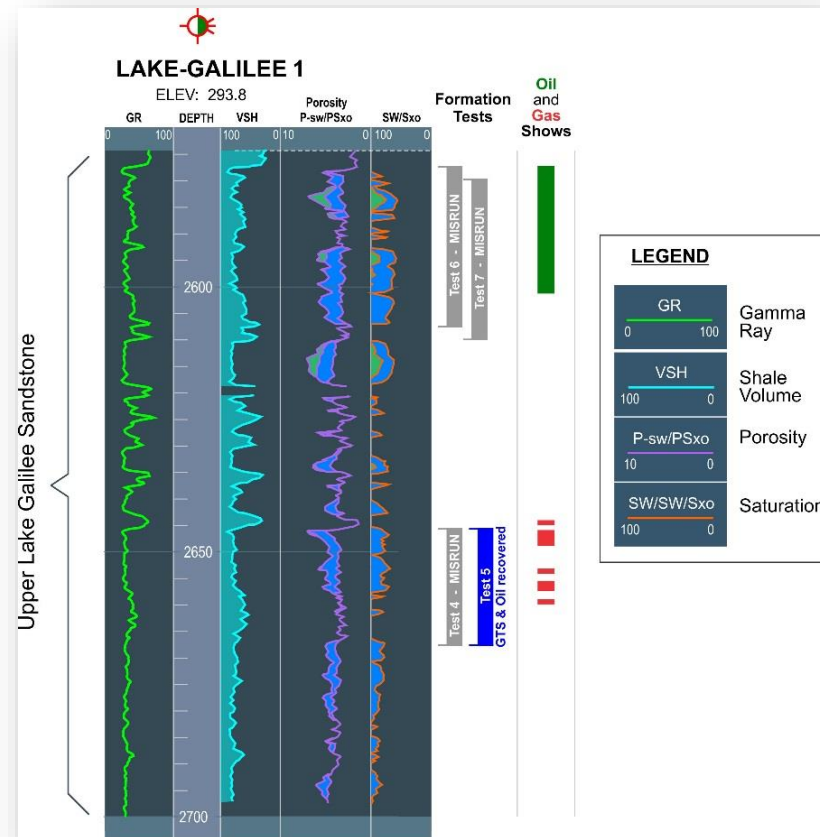 LAKE-GALILEE 1
ELEV: 293.8
GR
DEPTH
VSH
Porosity
P-sw/PSxo
SW/Sxo
Formation
Tests
Oil
and
Gas
Shows
0 100
100 0
10 0
100 0
Upper Lake Galilee Sandstone
2600
2650
2700
Test 6 - MISRUN
Test 7 - MISRUN
Test 4 - MISRUN
Test 5
GTS & Oil recovered
LEGEND
GR
0 100
Gamma
Ray
VSH
100 0
Shale
Volume
P-sw/PSxo
10 0
Porosity
SW/SW/Sxo
100 0
Saturation